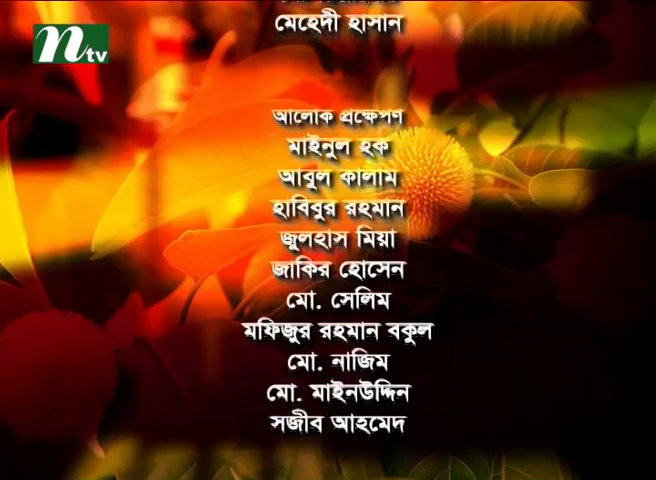 মেহেদী হাসান
ntv
আলোক প্রক্ষেপণ
মাইনুল হক
আবুল কালাম
হাবিবুর রহমান
জুলহাস মিয়া
জাকির হোসেন
মো. সেলিম
মফিজুর রহমান বকুল
মো. নাজিম
মো. মাইনউদ্দিন
সজীব আহমেদ